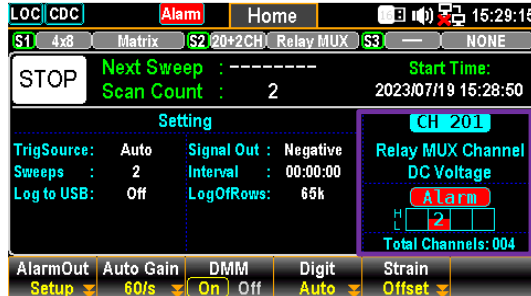 LOC CDC Alarm Home 15:29:15
S1 4x8 Matrix S2 20+2CH Relay MUX S3 — NONE
STOP
Next Sweep : --------
Scan Count : 2
Start Time:
2023/07/19 15:28:50
Setting
TrigSource: Auto Signal Out : Negative
Sweeps : 2 Interval : 00:00:00
Log to USB: Off LogOfRows: 65k
CH 201
Relay MUX Channel
DC Voltage
Alarm
H
L
2
Total Channels: 004
AlarmOut Auto Gain DMM Digit Strain
Setup 60/s On Off Auto Offset